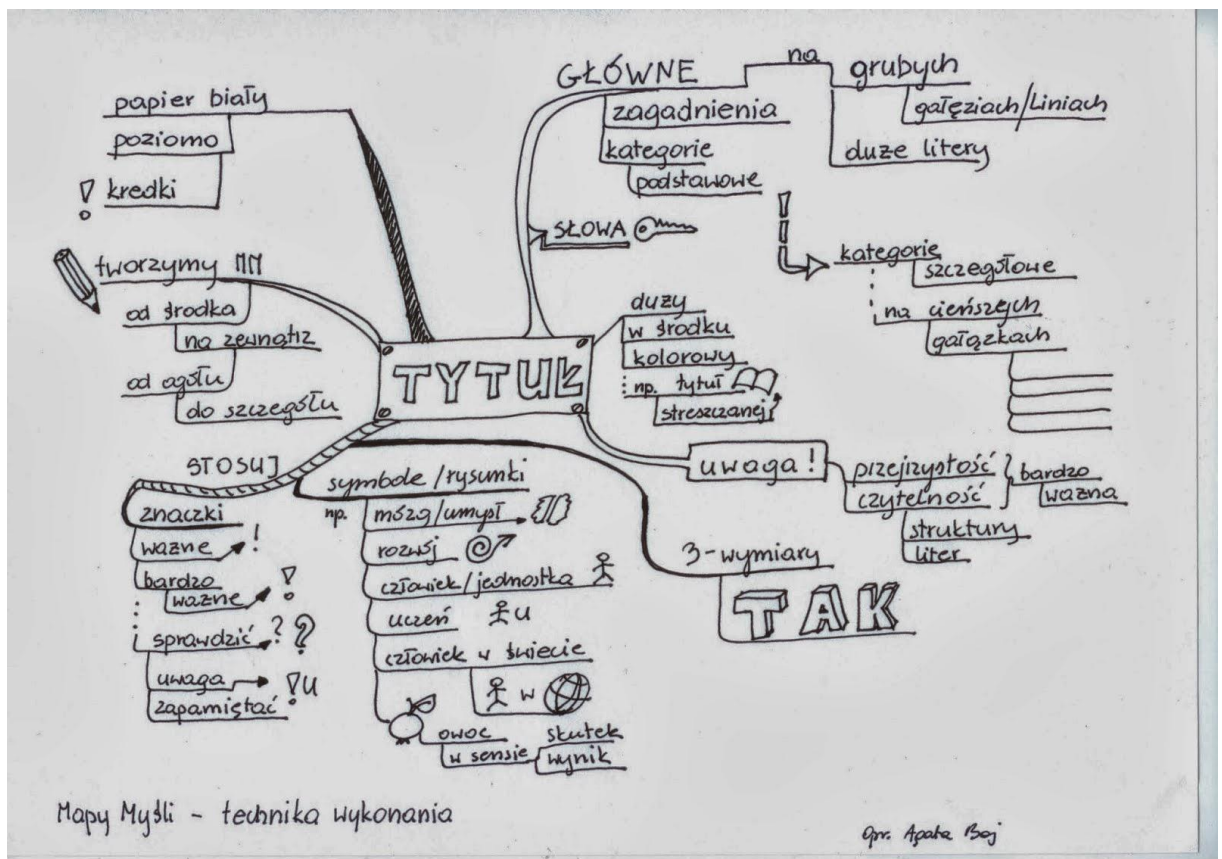 papier biały
poziomo
! kredki
tworzymy MM
od środka
na zewnątrz
od ogółu
do szczegółu
GŁÓWNE
zagadnienia
kategorie
podstawowe
na
grubych
gałęziach/Liniach
duże litery
SŁOWA
kategorie
szczegółowe
na cieńszych
gałązkach
TYTUŁ
duży
w środku
kolorowy
np. tytuł
streszczanej
uwaga!
przejrzystość
czytelność
bardzo
ważna
struktury
liter
3-wymiary
TAK
STOSUJ
znaczki
ważne !
bardzo
ważne !
sprawdzić ? ?
uwaga !U
zapamiętać
symbole/rysunki
np. mózg/umysł
rozwój
człowiek/jednostka
uczeń U
człowiek w świecie
w
owoc
w sensie
skutek
wynik
Mapy Myśli - technika wykonania
opr. Agata Baj